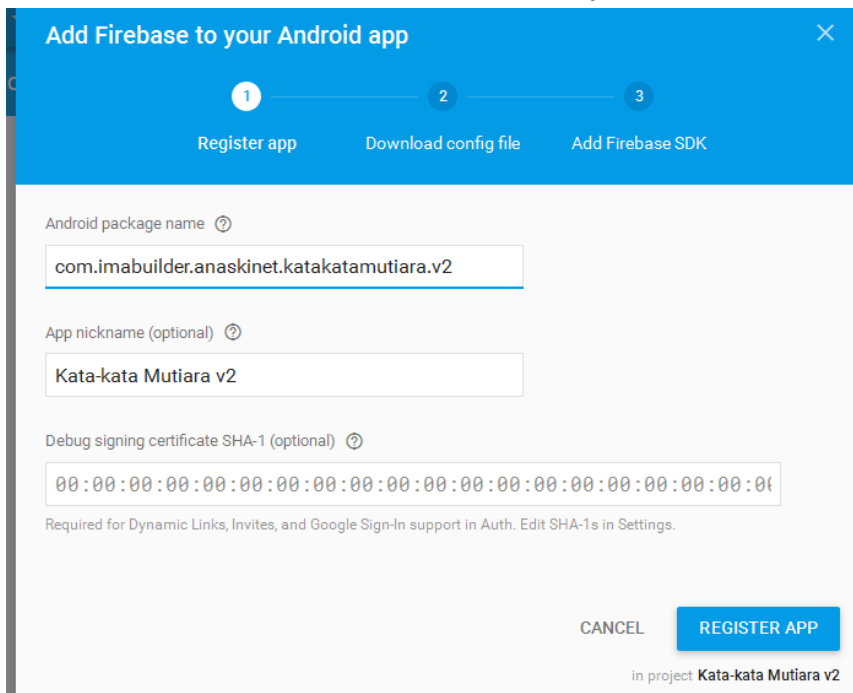 Add Firebase to your Android app
1 2 3
Register app Download config file Add Firebase SDK
Android package name
com.imabuilder.anaskinet.katakatamutiara.v2
App nickname (optional)
Kata-kata Mutiara v2
Debug signing certificate SHA-1 (optional)
00:00:00:00:00:00:00:00:00:00:00:00:00:00:00:00:00:0
Required for Dynamic Links, Invites, and Google Sign-In support in Auth. Edit SHA-1s in Settings.
CANCEL REGISTER APP
in project Kata-kata Mutiara v2